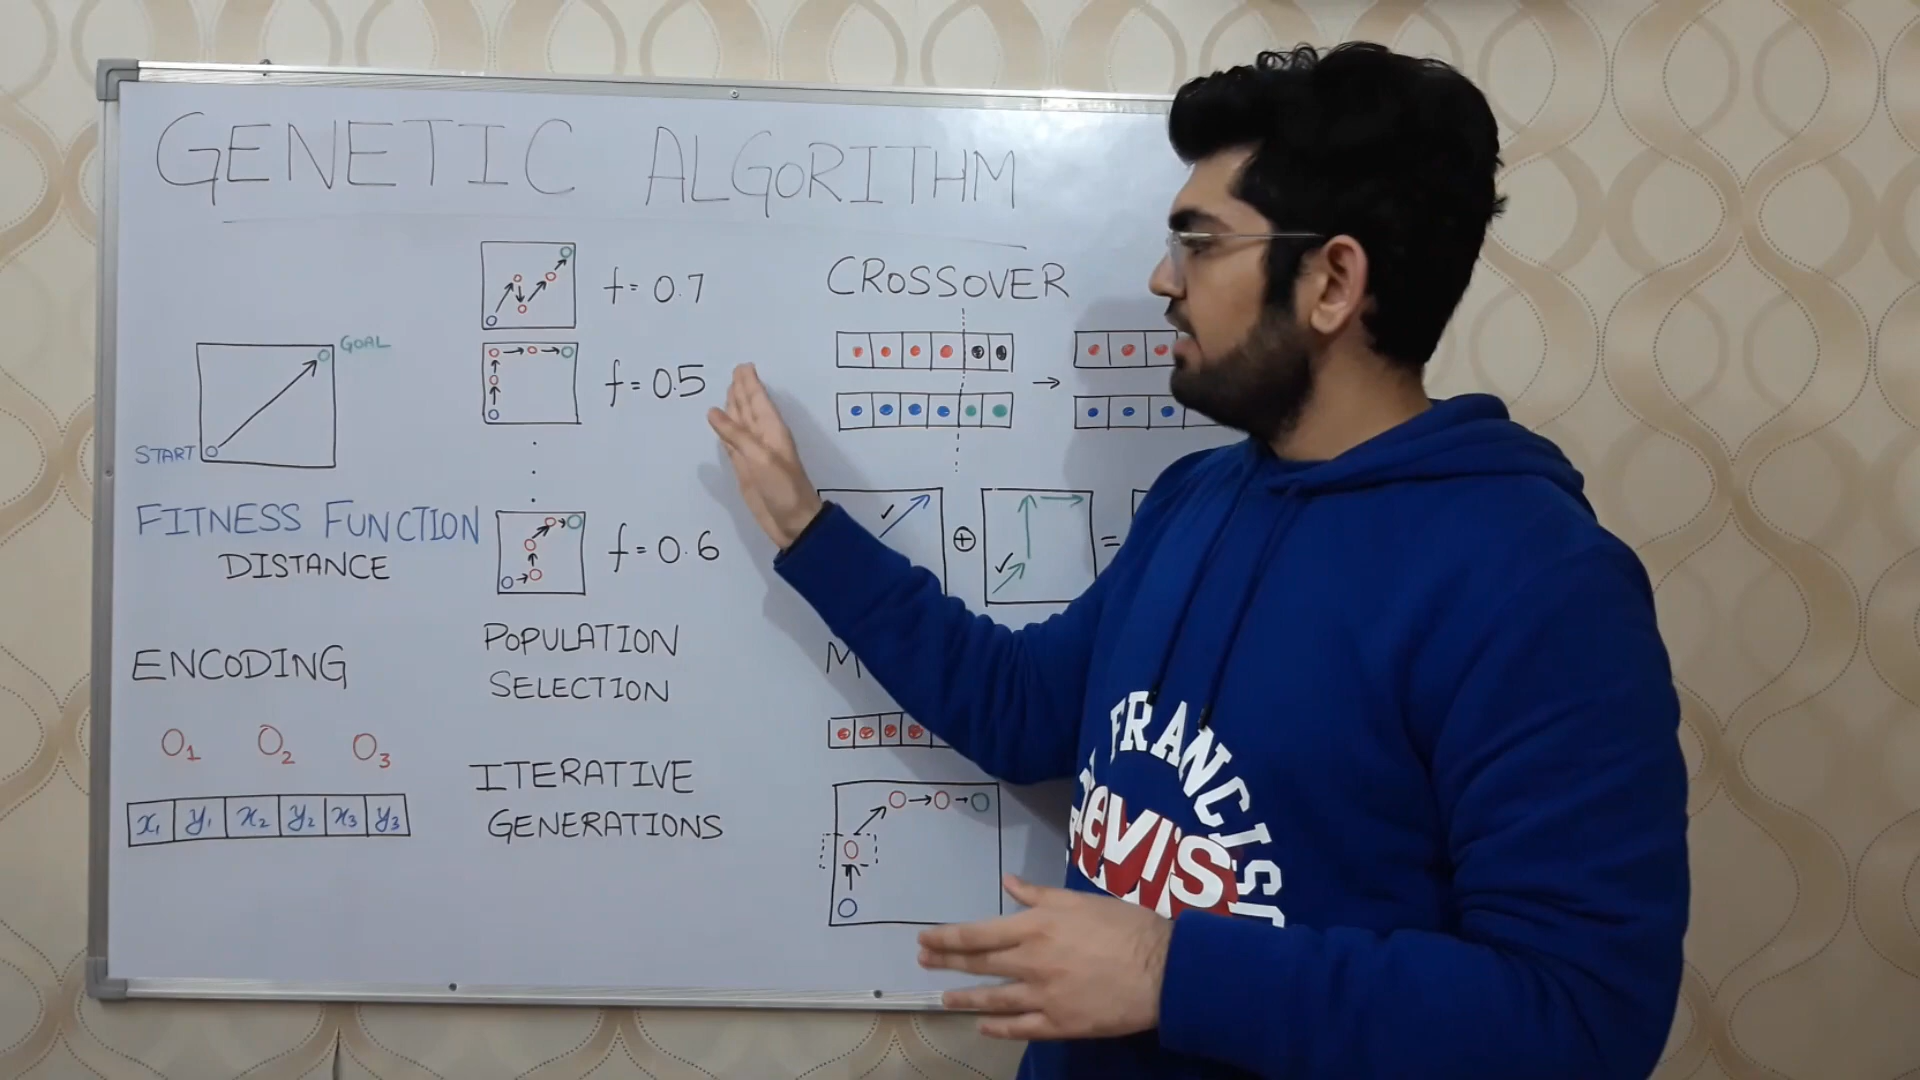 GENETIC ALGORITHM
f = 0.7
f = 0.5
f = 0.6
GOAL
START
FITNESS FUNCTION
DISTANCE
ENCODING
O1 O2 O3
x1 y1 x2 y2 x3 y3
POPULATION
SELECTION
ITERATIVE
GENERATIONS
CROSSOVER
→
✓ ⊕ ✓ =
M
FRANCISC
Levi's